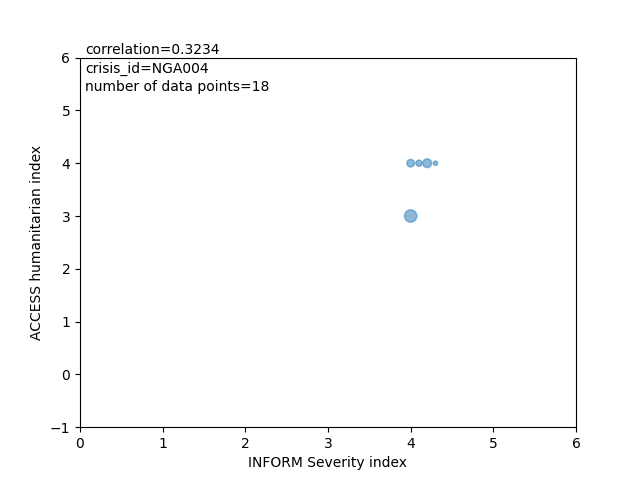 correlation=0.3234
crisis_id=NGA004
number of data points=18
6
5
4
3
2
1
0
−1
ACCESS humanitarian index
0 1 2 3 4 5 6
INFORM Severity index